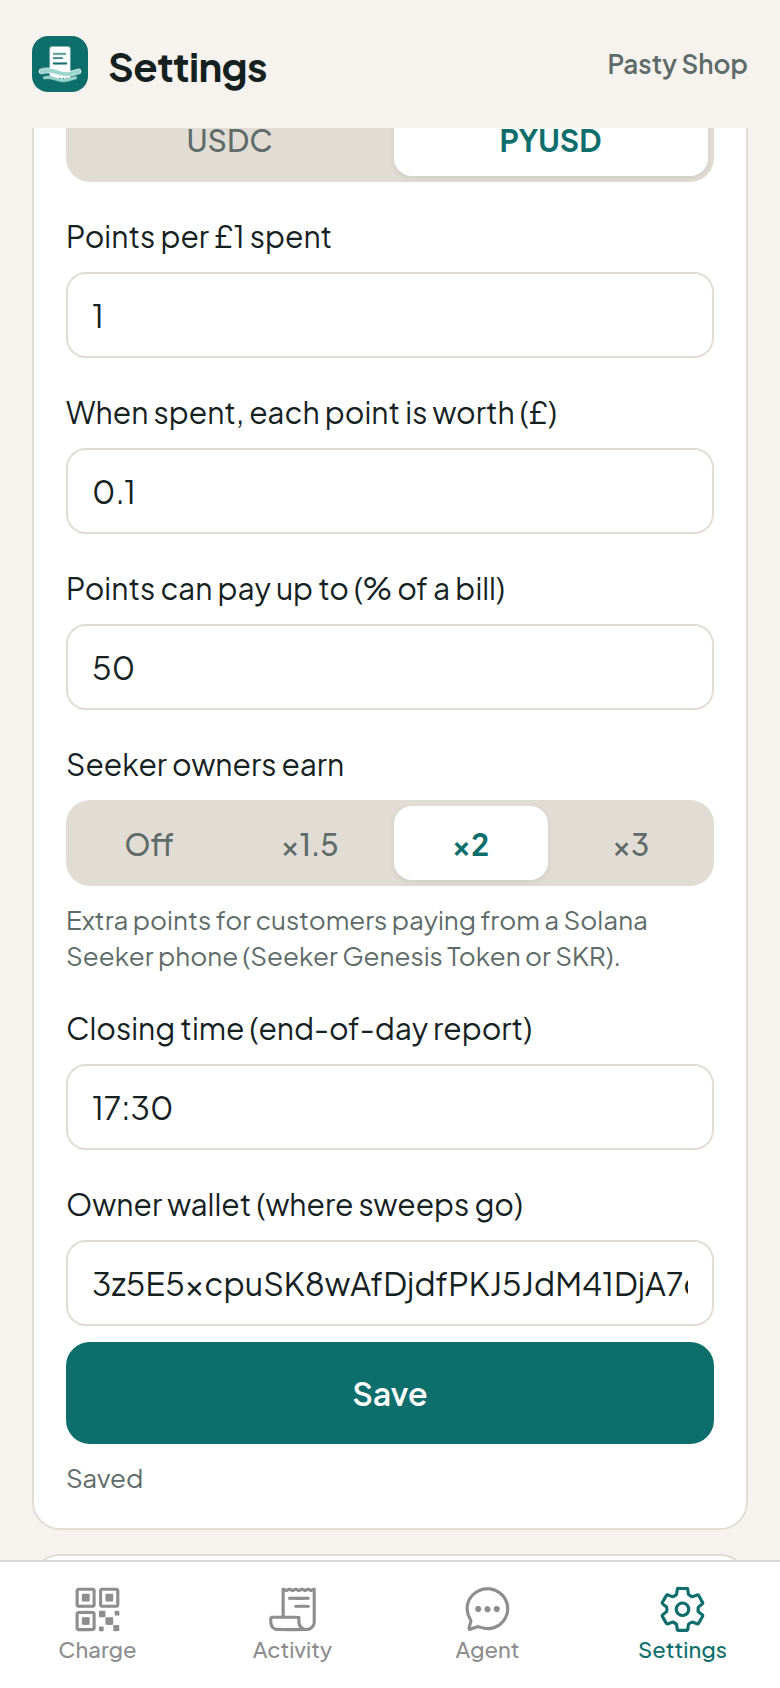 Settings
Pasty Shop
USDC
PYUSD
Points per £1 spent
1
When spent, each point is worth (£)
0.1
Points can pay up to (% of a bill)
50
Seeker owners earn
Off
×1.5
×2
×3
Extra points for customers paying from a Solana
Seeker phone (Seeker Genesis Token or SKR).
Closing time (end-of-day report)
17:30
Owner wallet (where sweeps go)
3z5E5xcpuSK8wAfDjdfPKJ5JdM41DjA7
Save
Saved
Charge
Activity
Agent
Settings